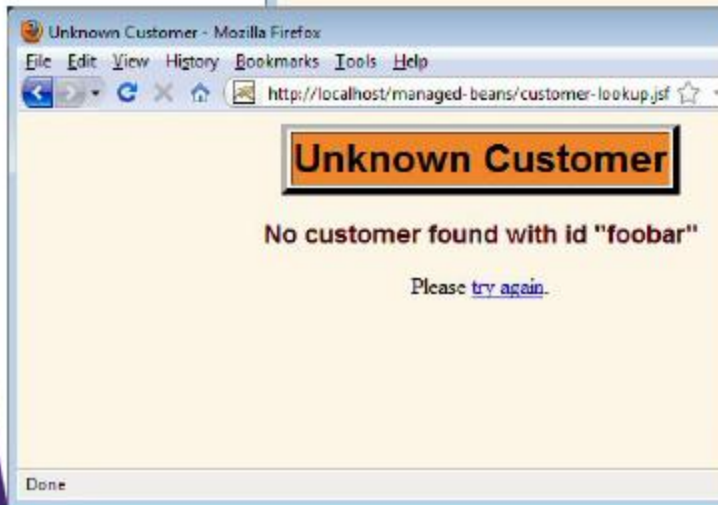 Unknown Customer - Mozilla Firefox
File Edit View History Bookmarks Tools Help
http://localhost/managed-beans/customer-lookup.jsf
Unknown Customer
No customer found with id "foobar"
Please try again.
Done